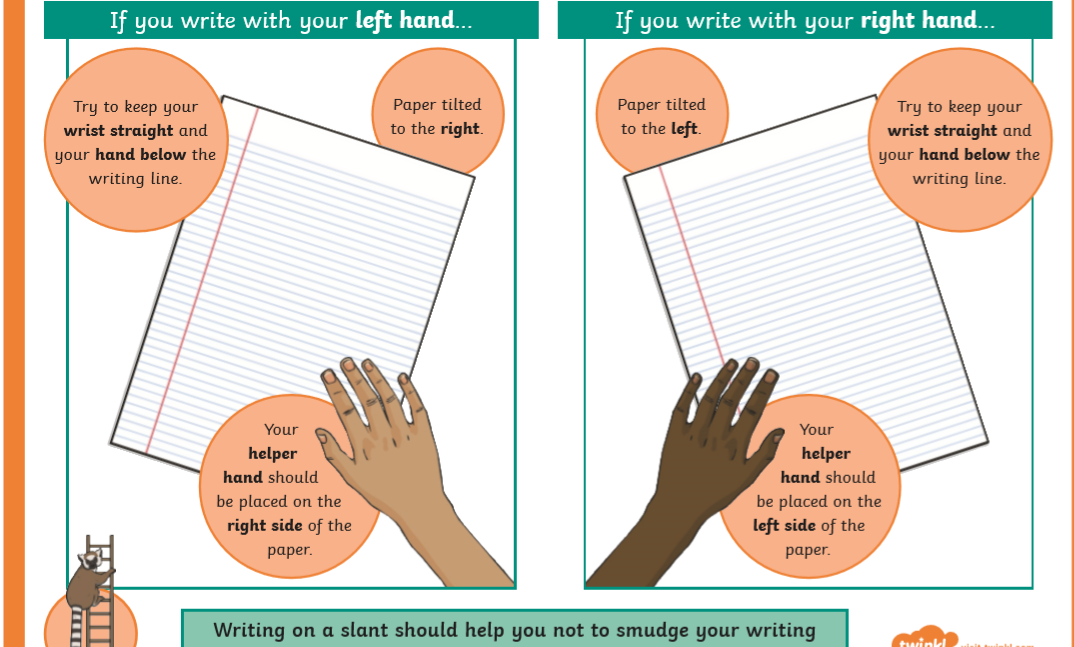 If you write with your left hand...
Try to keep your
wrist straight and
your hand below the
writing line.
Paper tilted
to the right.
Your
helper
hand should
be placed on the
right side of the
paper.
If you write with your right hand...
Paper tilted
to the left.
Try to keep your
wrist straight and
your hand below the
writing line.
Your
helper
hand should
be placed on the
left side of the
paper.
Writing on a slant should help you not to smudge your writing
twinkl
visit twinkl.com